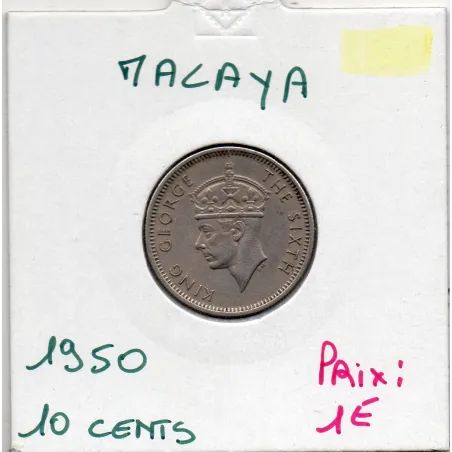 MALAYA
KING GEORGE THE SIXTH
1950
10 CENTS
PRix:
1€